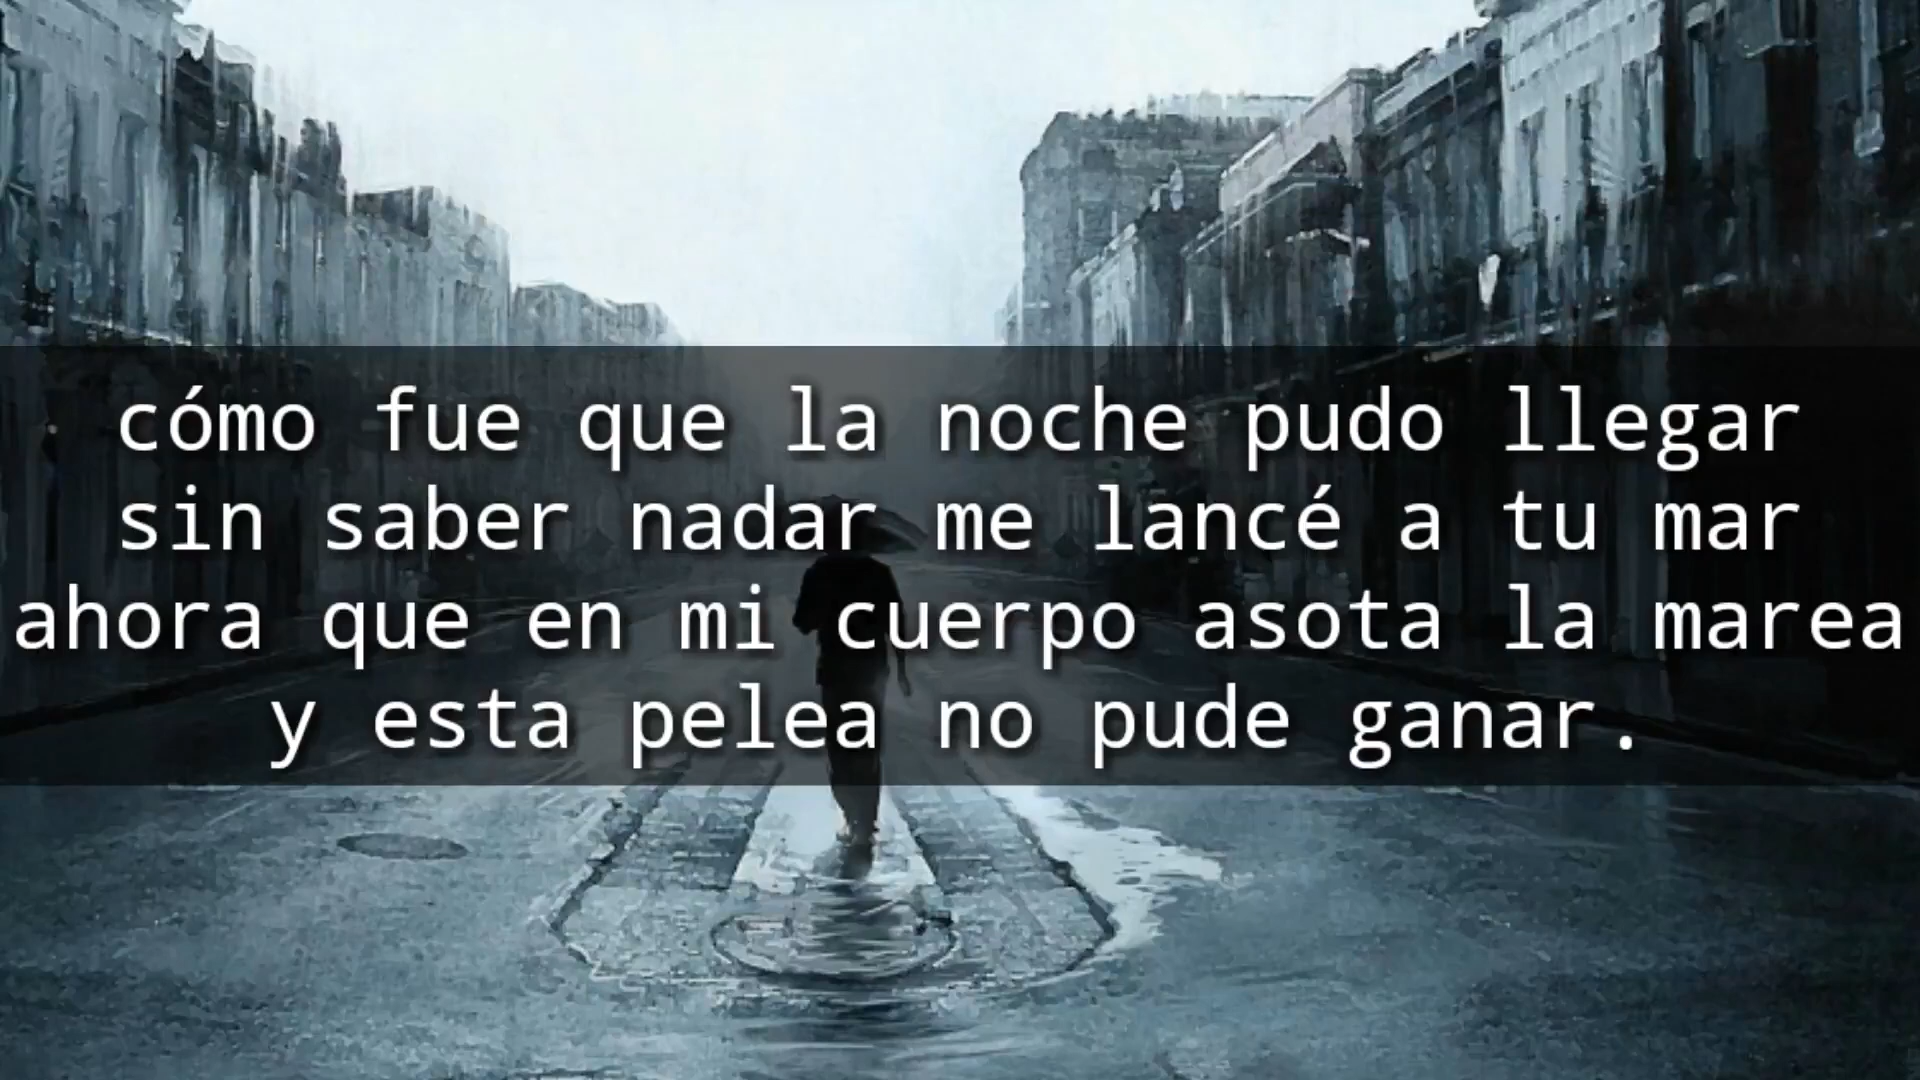 cómo fue que la noche pudo llegar
sin saber nadar me lancé a tu mar
ahora que en mi cuerpo asota la marea
y esta pelea no pude ganar.